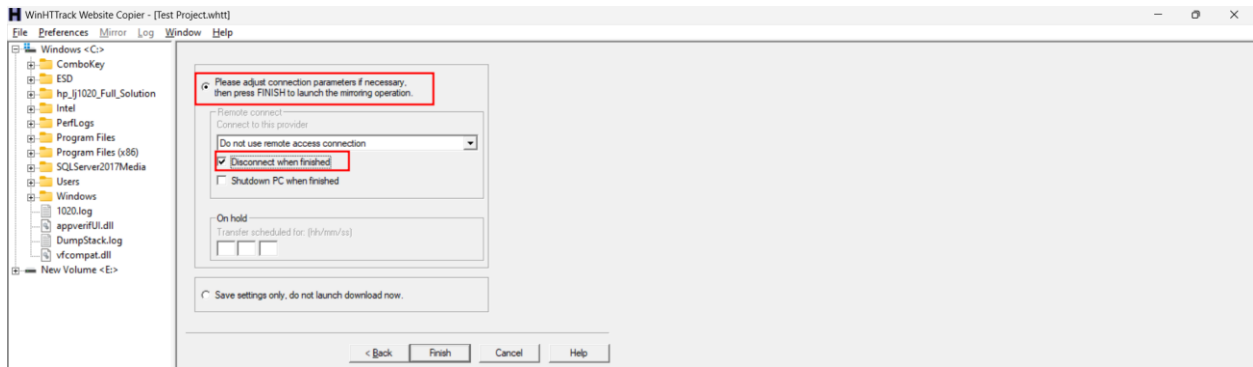 WinHTTrack Website Copier - [Test Project.whtt]
File Preferences Mirror Log Window Help
Windows <C:>
ComboKey
ESD
hp_lj1020_Full_Solution
Intel
PerfLogs
Program Files
Program Files (x86)
SQLServer2017Media
Users
Windows
1020.log
appverifUI.dll
DumpStack.log
vfcompat.dll
New Volume <E:>
Please adjust connection parameters if necessary,
then press FINISH to launch the mirroring operation.
Remote connect
Connect to this provider
Do not use remote access connection
Disconnect when finished
Shutdown PC when finished
On hold
Transfer scheduled for: (hh/mm/ss)
Save settings only, do not launch download now.
< Back Finish Cancel Help